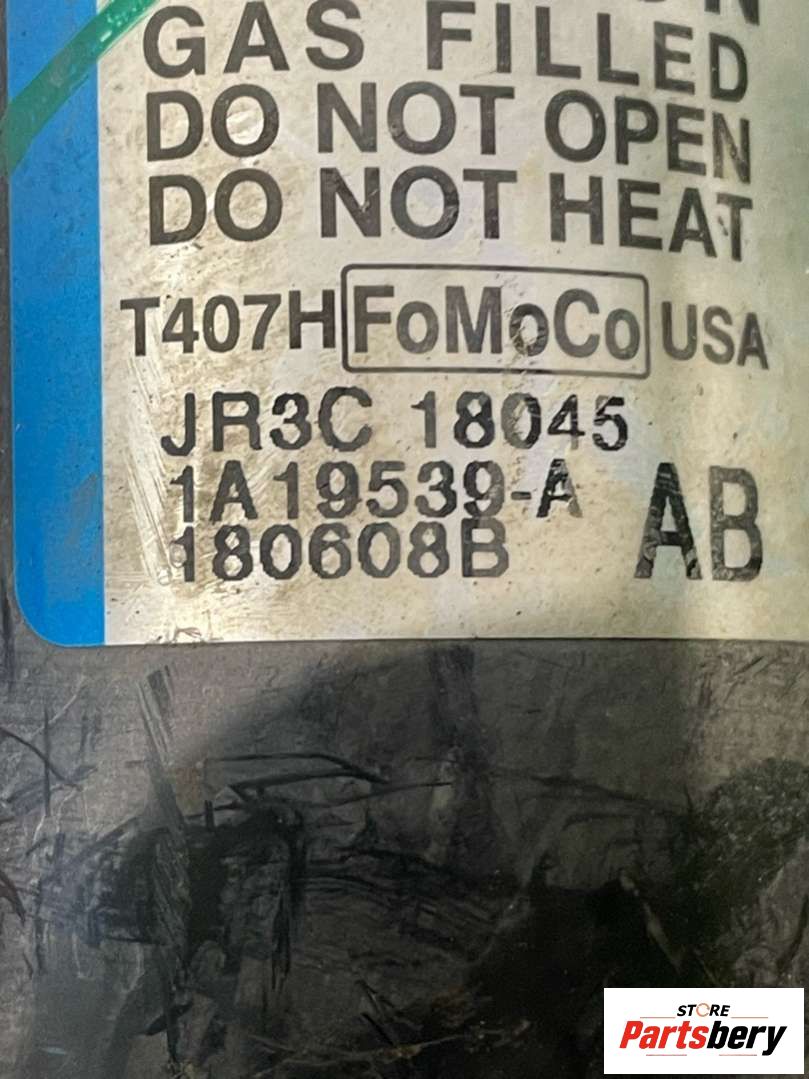 GAS FILLED
DO NOT OPEN
DO NOT HEAT
T407H FoMoCo USA
JR3C 18045
1A19539-A AB
180608B
STORE
Partsbery